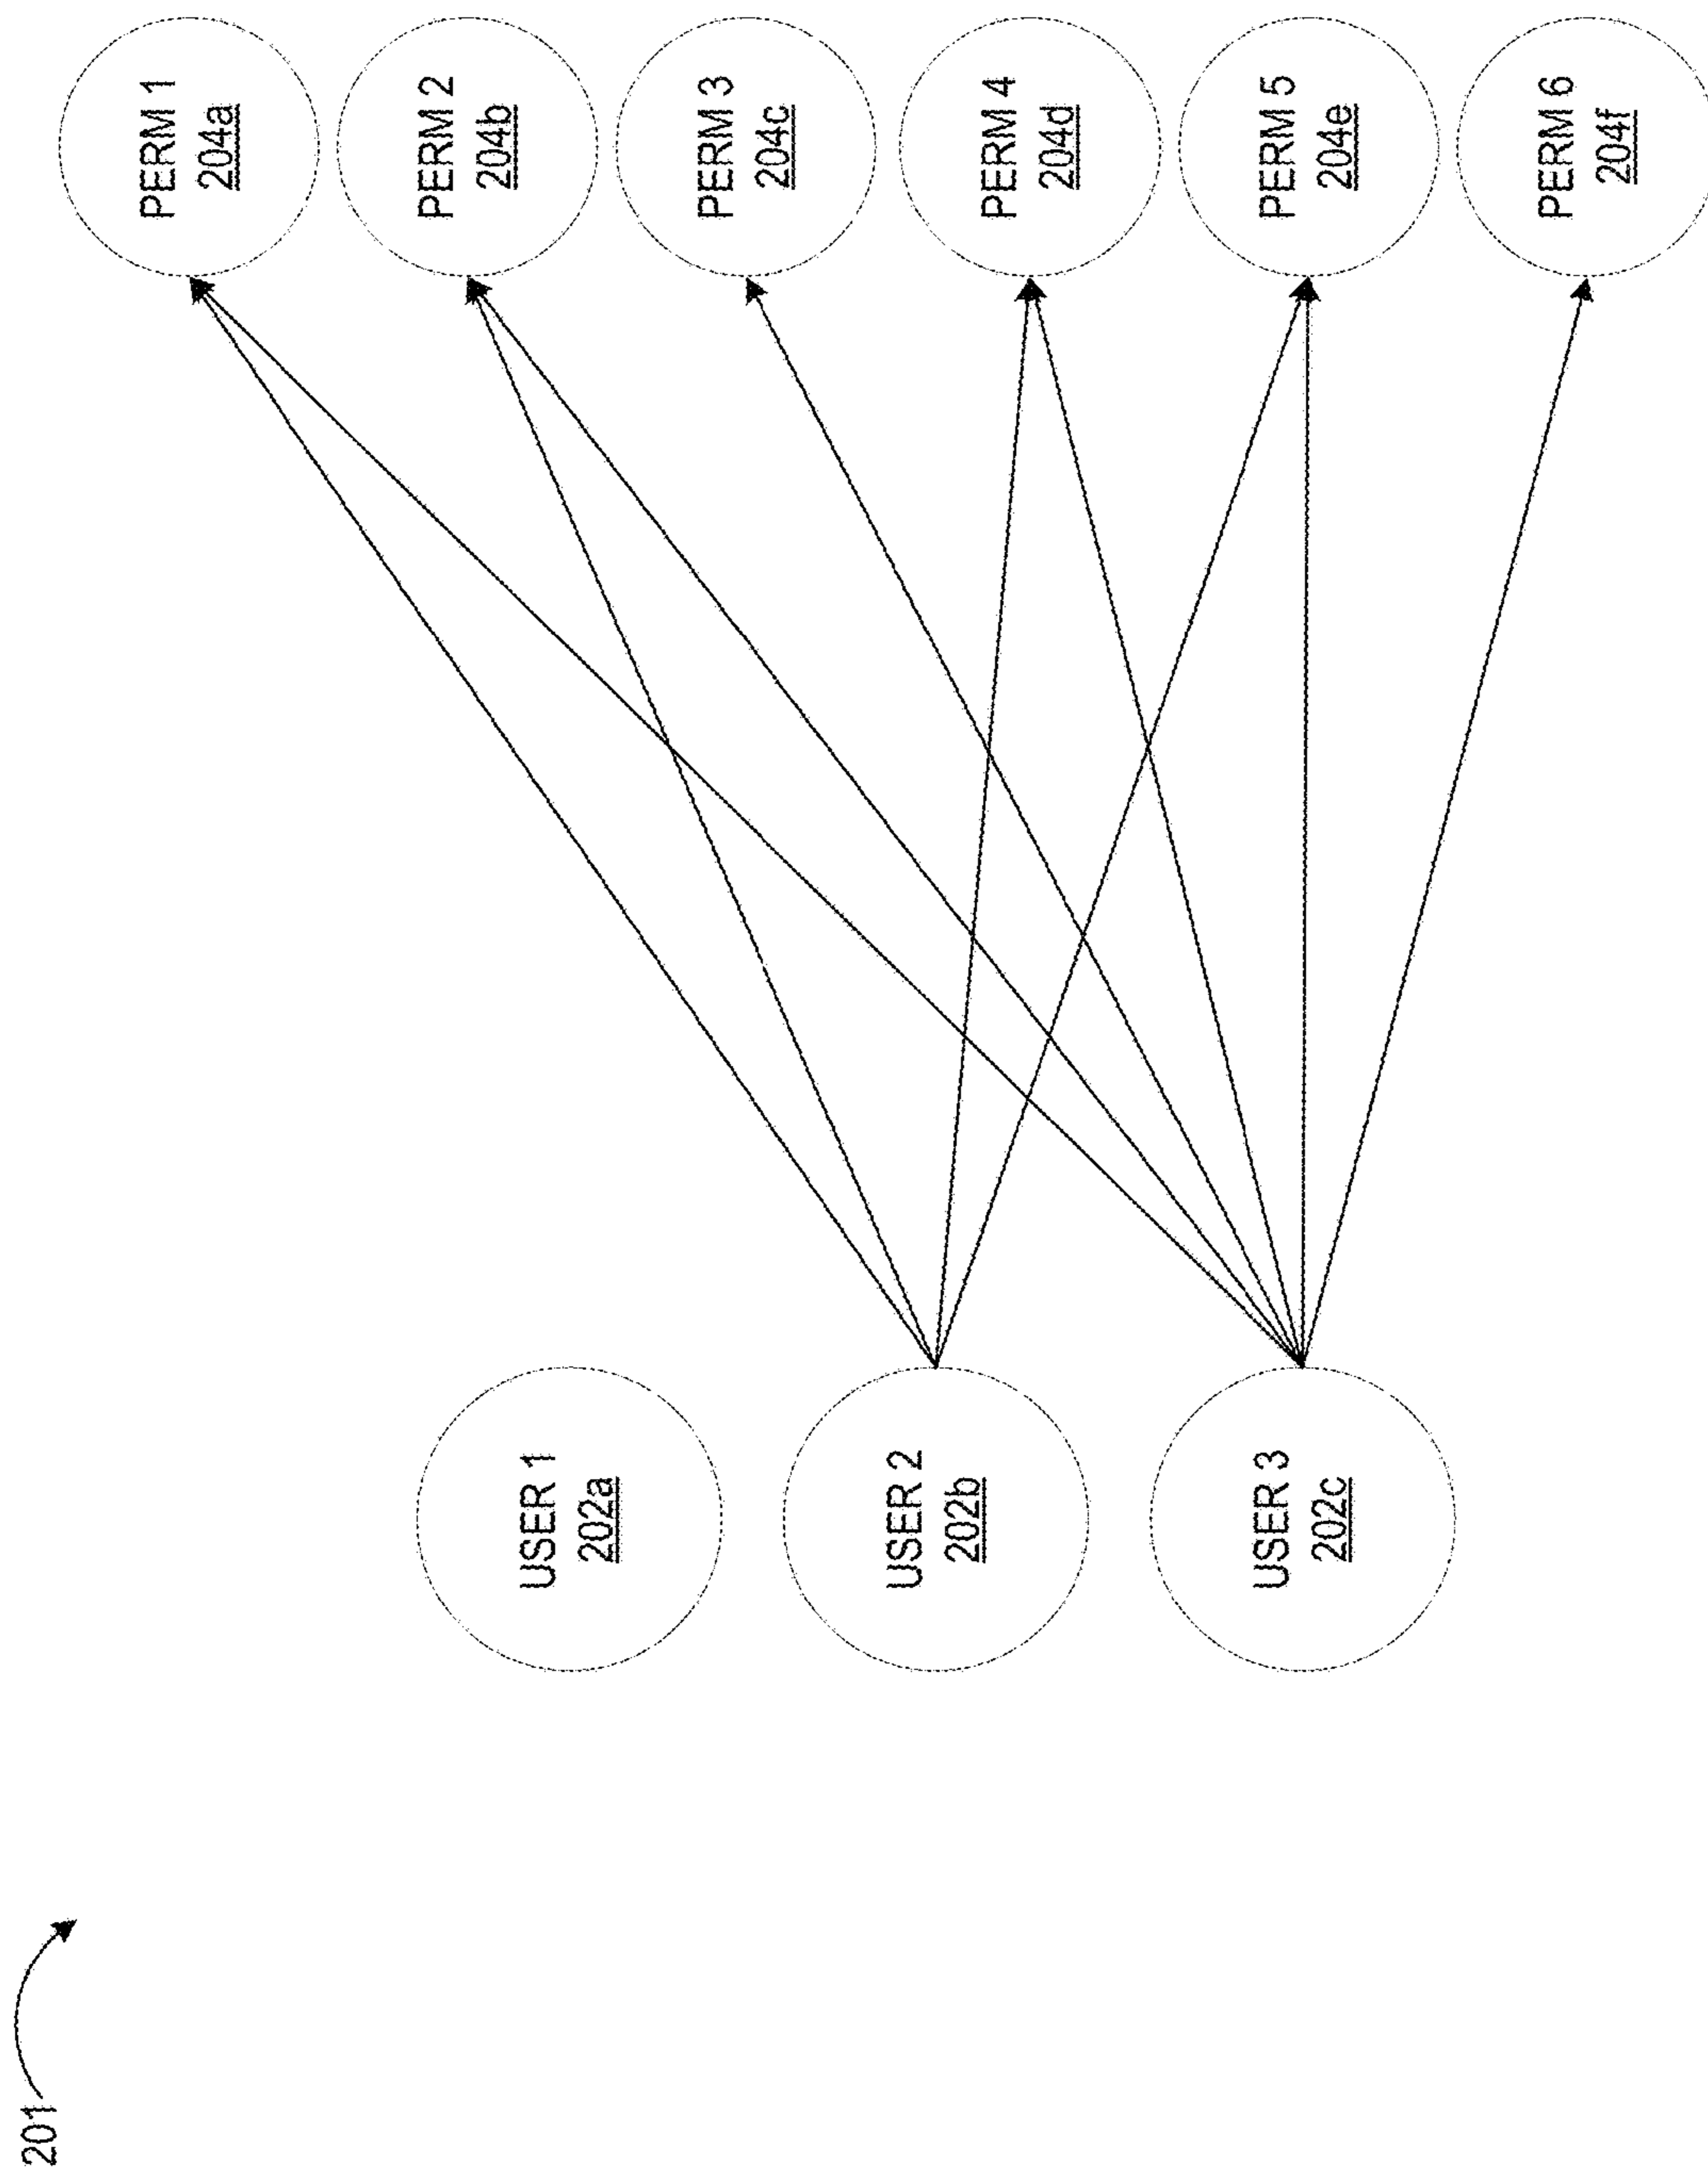 201
USER 1
202a
USER 2
202b
USER 3
202c
PERM 1
204a
PERM 2
204b
PERM 3
204c
PERM 4
204d
PERM 5
204e
PERM 6
204f